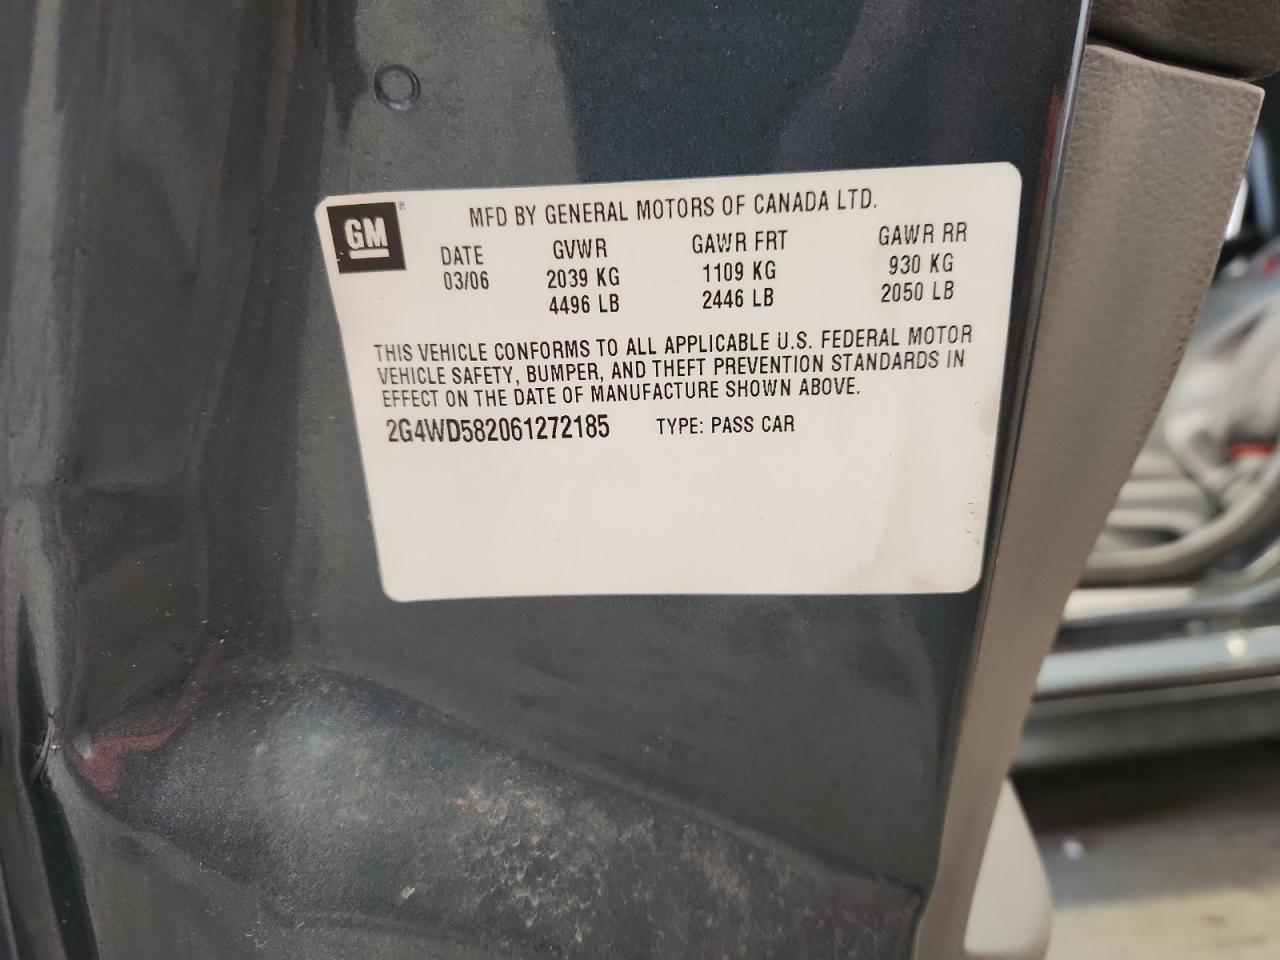 GM ®
MFD BY GENERAL MOTORS OF CANADA LTD.
DATE GVWR GAWR FRT GAWR RR
03/06 2039 KG 1109 KG 930 KG
4496 LB 2446 LB 2050 LB
THIS VEHICLE CONFORMS TO ALL APPLICABLE U.S. FEDERAL MOTOR
VEHICLE SAFETY, BUMPER, AND THEFT PREVENTION STANDARDS IN
EFFECT ON THE DATE OF MANUFACTURE SHOWN ABOVE.
2G4WD582061272185 TYPE: PASS CAR